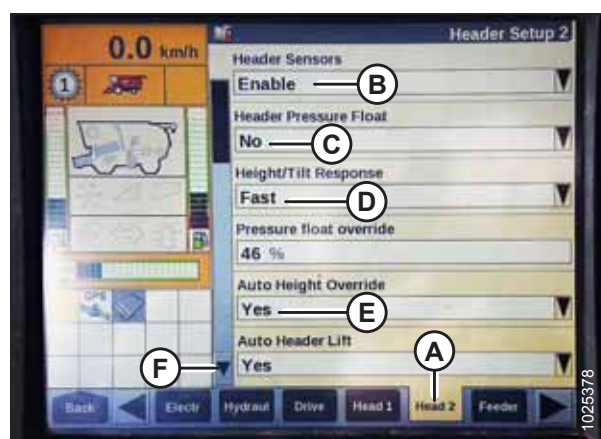 0.0 km/h
Header Setup 2
1
Header Sensors
Enable
B
Header Pressure Float
No
C
Height/Tilt Response
Fast
D
Pressure float override
46 %
Auto Height Override
Yes
E
Auto Header Lift
Yes
F
A
GPS
Back
Electr
Hydraul
Drive
Head 1
Head 2
Feeder
1025378